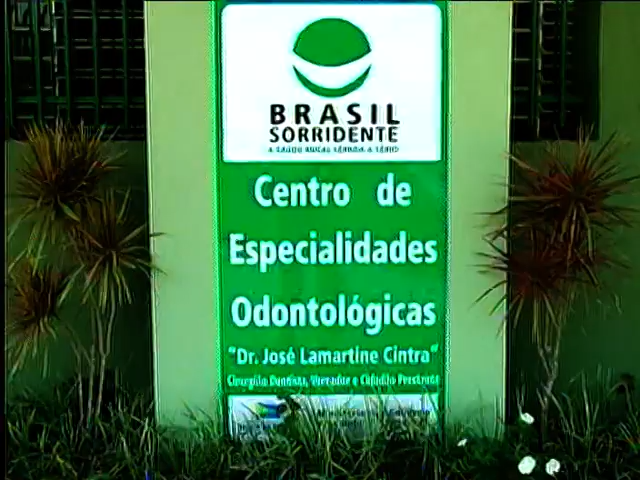 BRASIL
SORRIDENTE
A SAÚDE BUCAL LEVADA A SÉRIO
Centro de
Especialidades
Odontológicas
"Dr. José Lamartine Cintra"
Cirurgião Dentista, Vereador e Cidadão Prestante